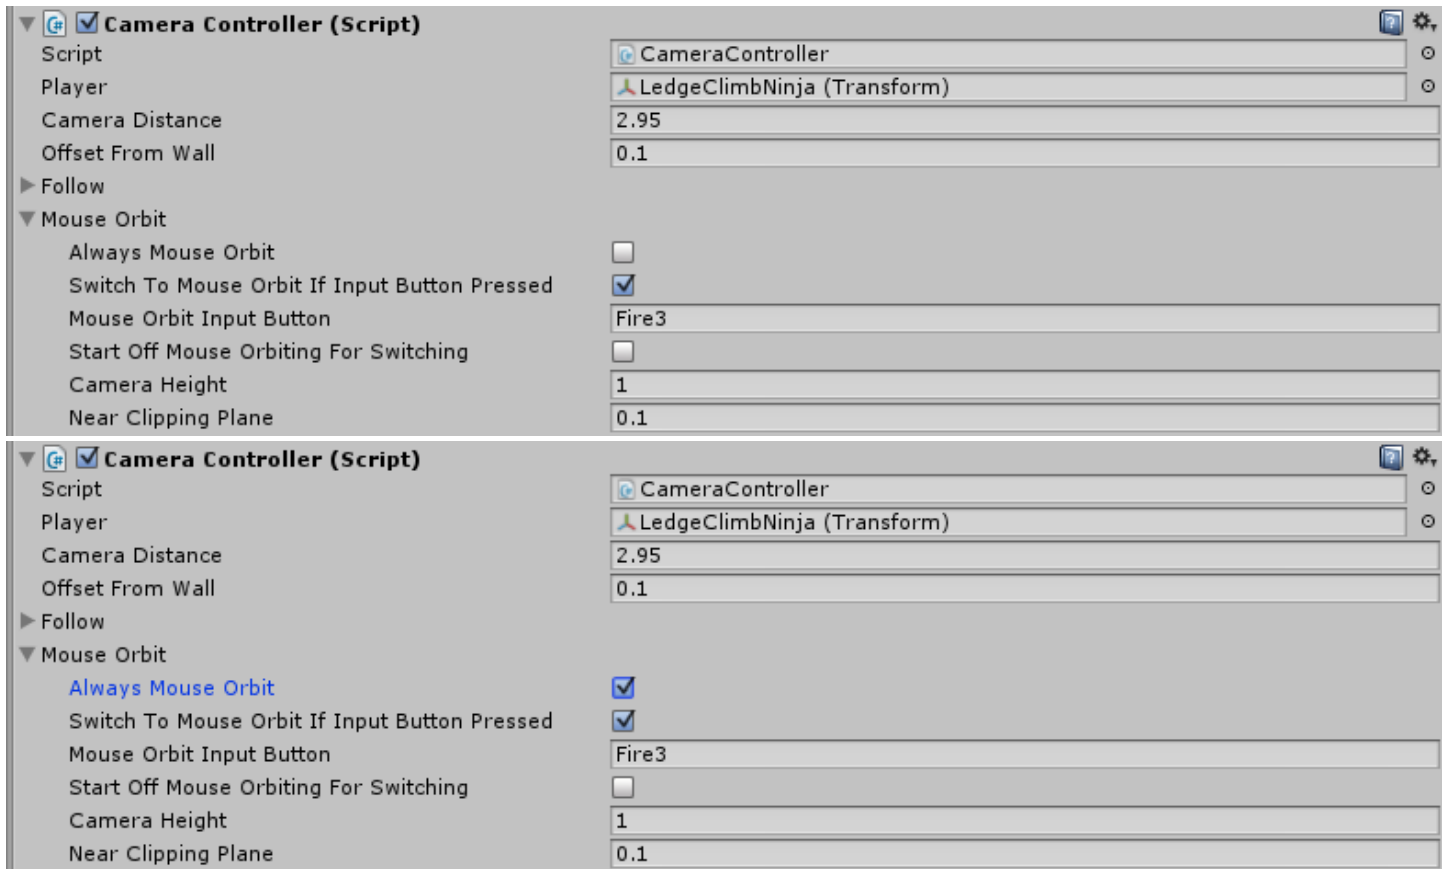 Camera Controller (Script)
Script CameraController
Player LedgeClimbNinja (Transform)
Camera Distance 2.95
Offset From Wall 0.1
Follow
Mouse Orbit
Always Mouse Orbit
Switch To Mouse Orbit If Input Button Pressed
Mouse Orbit Input Button Fire3
Start Off Mouse Orbiting For Switching
Camera Height 1
Near Clipping Plane 0.1
Camera Controller (Script)
Script CameraController
Player LedgeClimbNinja (Transform)
Camera Distance 2.95
Offset From Wall 0.1
Follow
Mouse Orbit
Always Mouse Orbit
Switch To Mouse Orbit If Input Button Pressed
Mouse Orbit Input Button Fire3
Start Off Mouse Orbiting For Switching
Camera Height 1
Near Clipping Plane 0.1